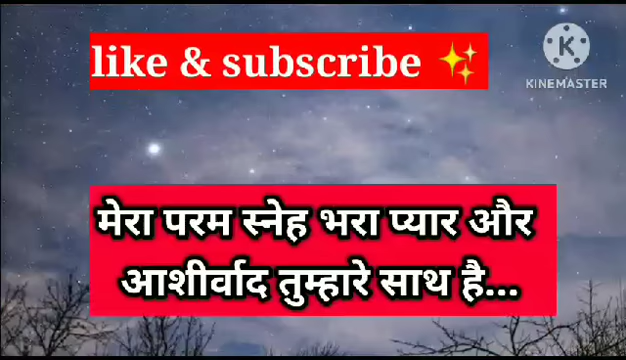 like & subscribe ✨
KINEMASTER
मेरा परम स्नेह भरा प्यार और
आशीर्वाद तुम्हारे साथ है...